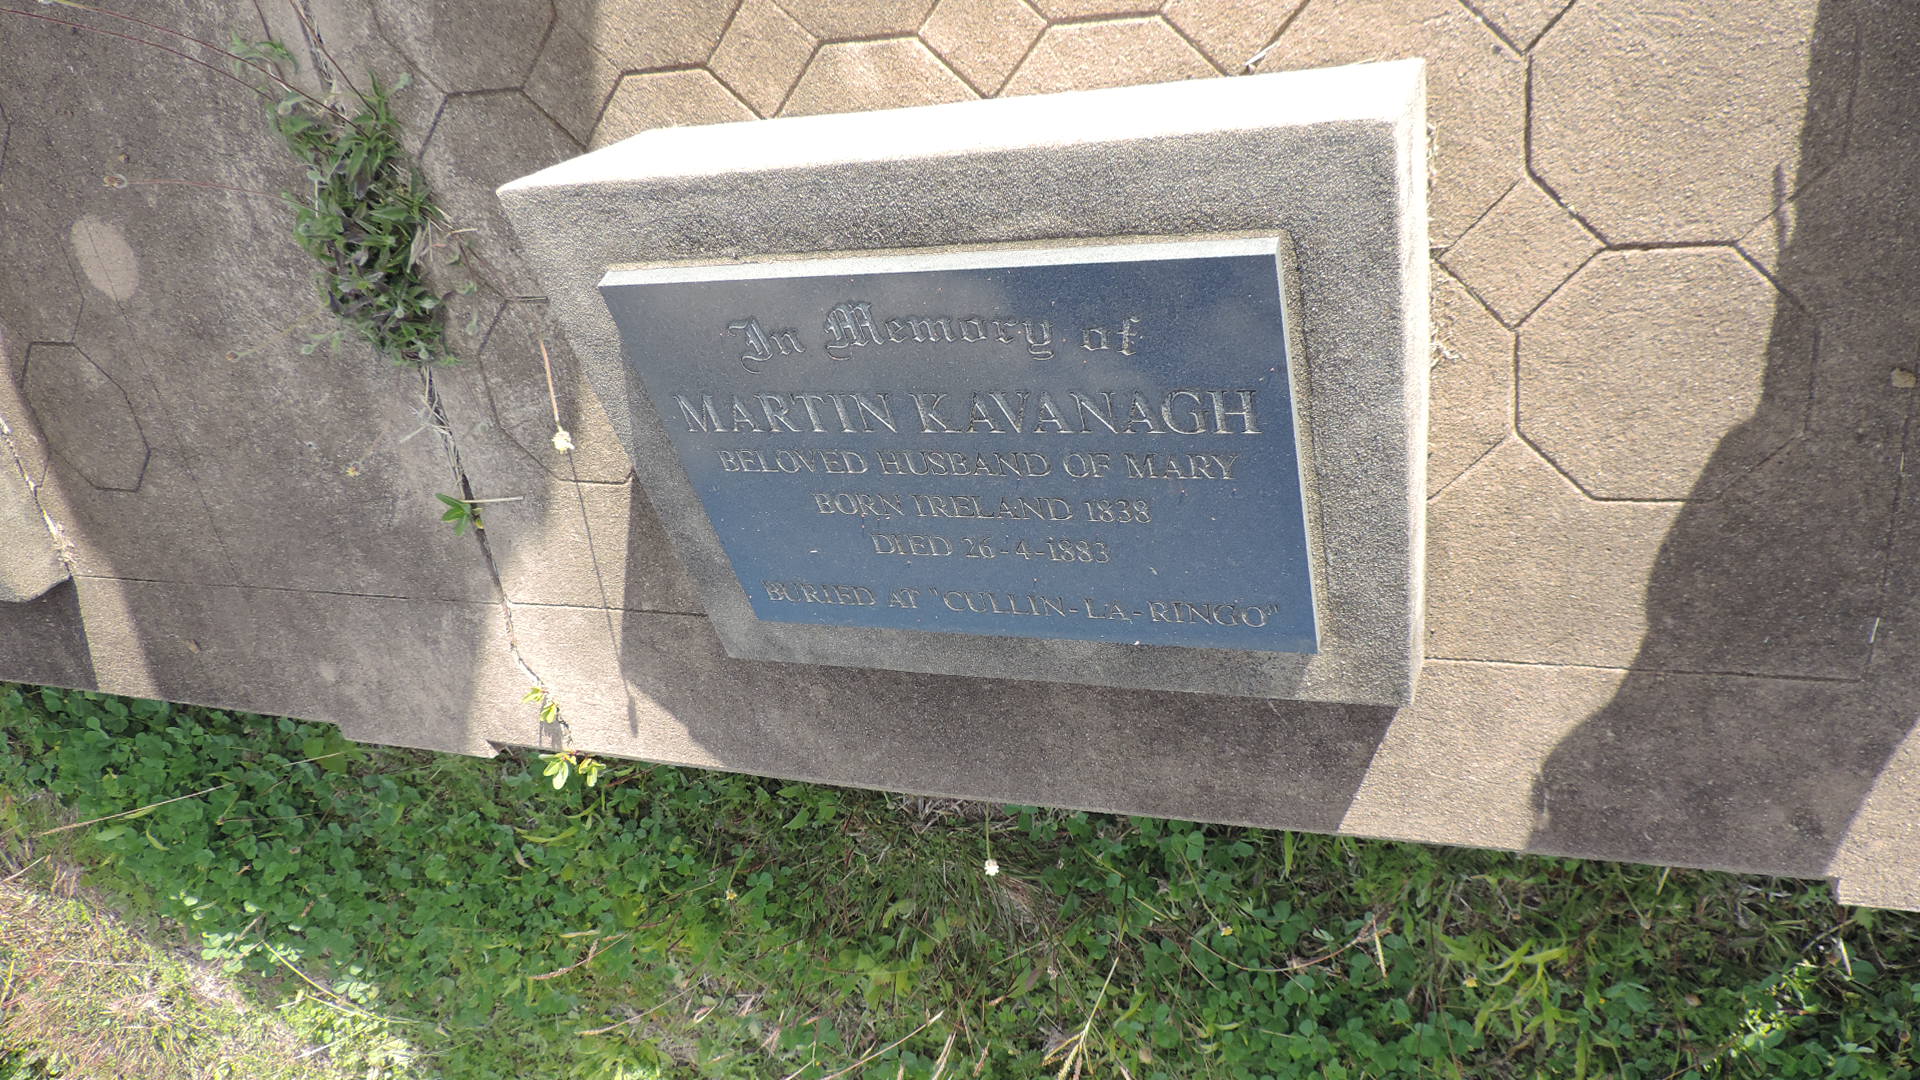 In Memory of
MARTIN KAVANAGH
BELOVED HUSBAND OF MARY
BORN IRELAND 1838
DIED 26-4-1883
BURIED AT "CULLIN-LA-RINGO"